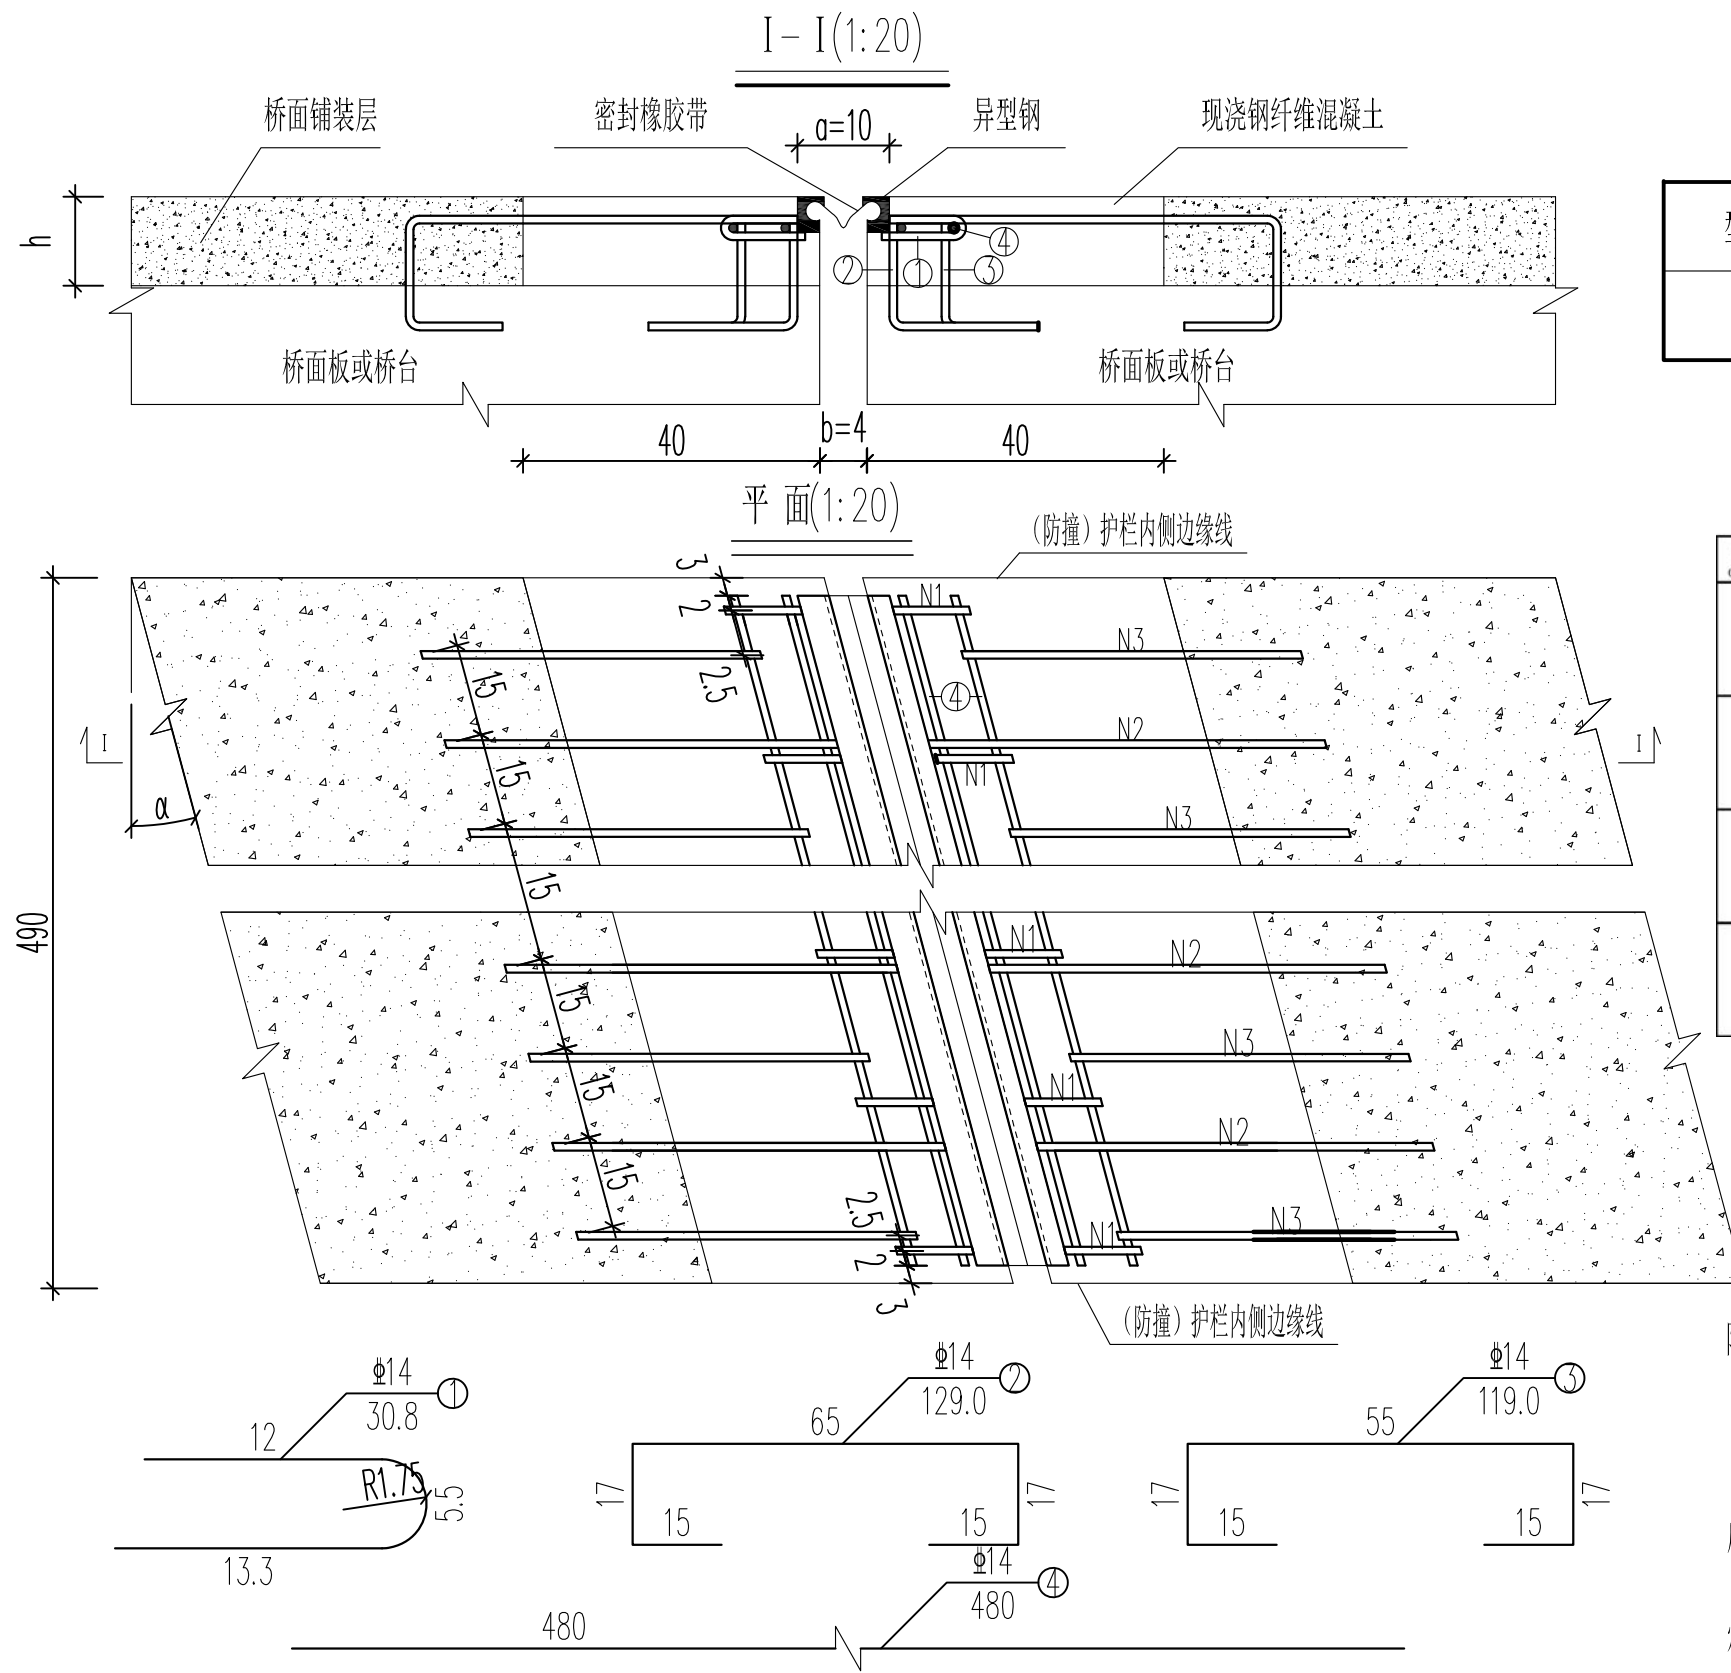 I-I(1:20)
桥面铺装层
密封橡胶带
a=10
异型钢
现浇钢纤维混凝土
h
④
② ① ③
桥面板或桥台
桥面板或桥台
40
b=4
40
平 面(1:20)
(防撞)护栏内侧边缘线
3
2
N1
N3
15
2.5
④
I
N2
I
15
N1
α
N3
15
490
N1
N2
15
N3
15
N1
N2
15
2.5
N3
N1
2
3
(防撞)护栏内侧边缘线
14
30.8
①
12
R1.75
5.5
13.3
14
129.0
②
65
17
17
15
15
14
119.0
③
55
17
17
15
15
14
480
④
480